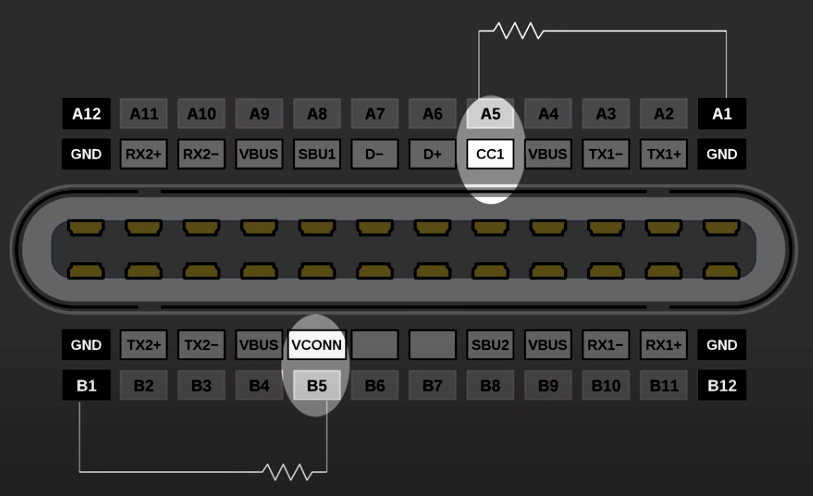 A12 A11 A10 A9 A8 A7 A6 A5 A4 A3 A2 A1
GND RX2+ RX2− VBUS SBU1 D− D+ CC1 VBUS TX1− TX1+ GND
GND TX2+ TX2− VBUS VCONN SBU2 VBUS RX1− RX1+ GND
B1 B2 B3 B4 B5 B6 B7 B8 B9 B10 B11 B12